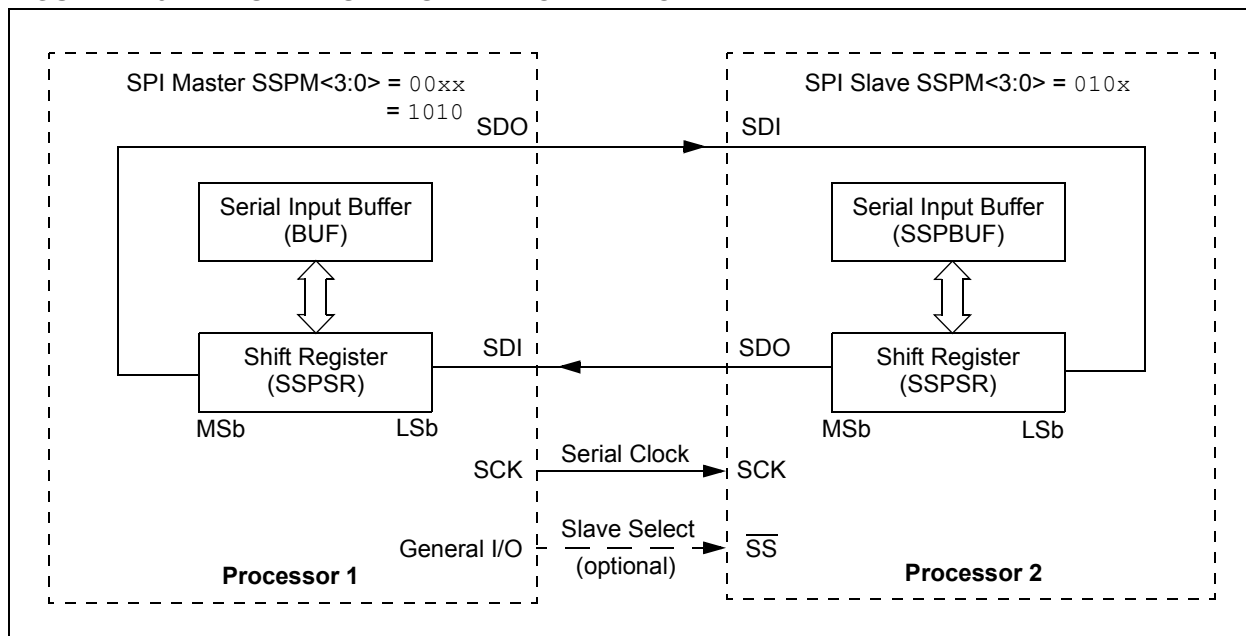 SPI Master SSPM<3:0> = 00xx
= 1010
SDO
Serial Input Buffer
(BUF)
Shift Register
(SSPSR)
MSb
LSb
SDI
SCK
General I/O
Processor 1
Serial Clock
Slave Select
(optional)
SPI Slave SSPM<3:0> = 010x
SDI
Serial Input Buffer
(SSPBUF)
SDO
Shift Register
(SSPSR)
MSb
LSb
SCK
SS
Processor 2